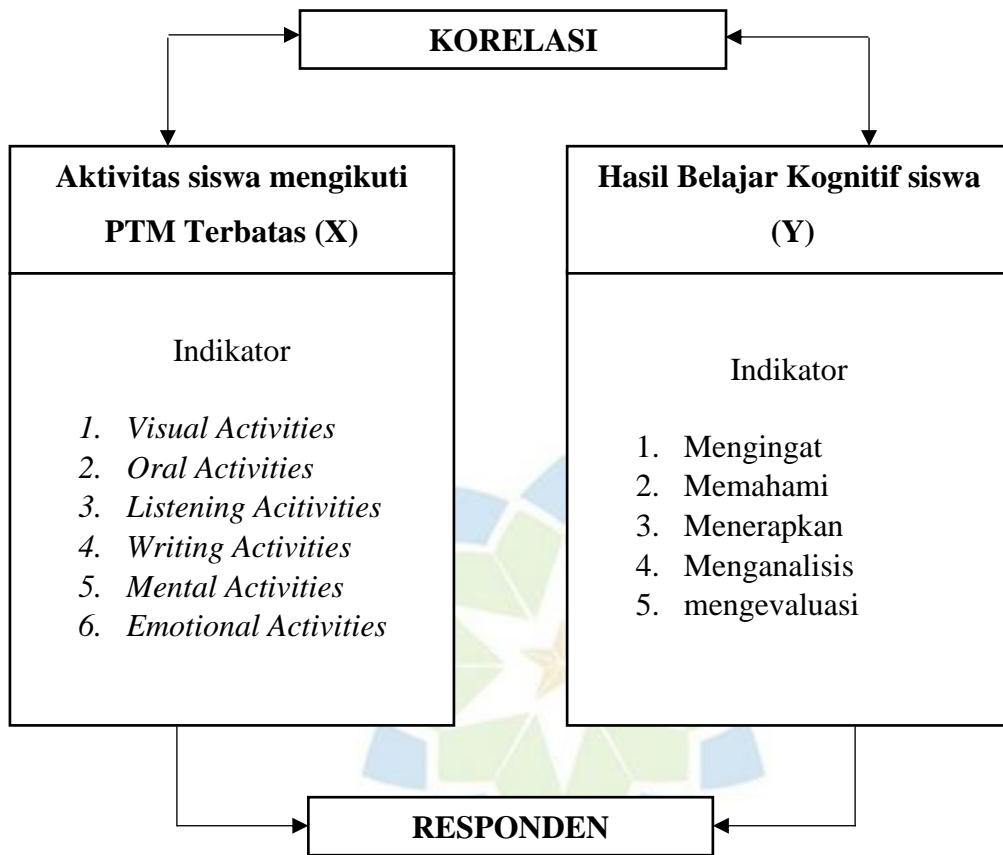 KORELASI
Aktivitas siswa mengikuti
PTM Terbatas (X)
Indikator
1. Visual Activities
2. Oral Activities
3. Listening Acitivities
4. Writing Activities
5. Mental Activities
6. Emotional Activities
Hasil Belajar Kognitif siswa
(Y)
Indikator
1. Mengingat
2. Memahami
3. Menerapkan
4. Menganalisis
5. mengevaluasi
RESPONDEN